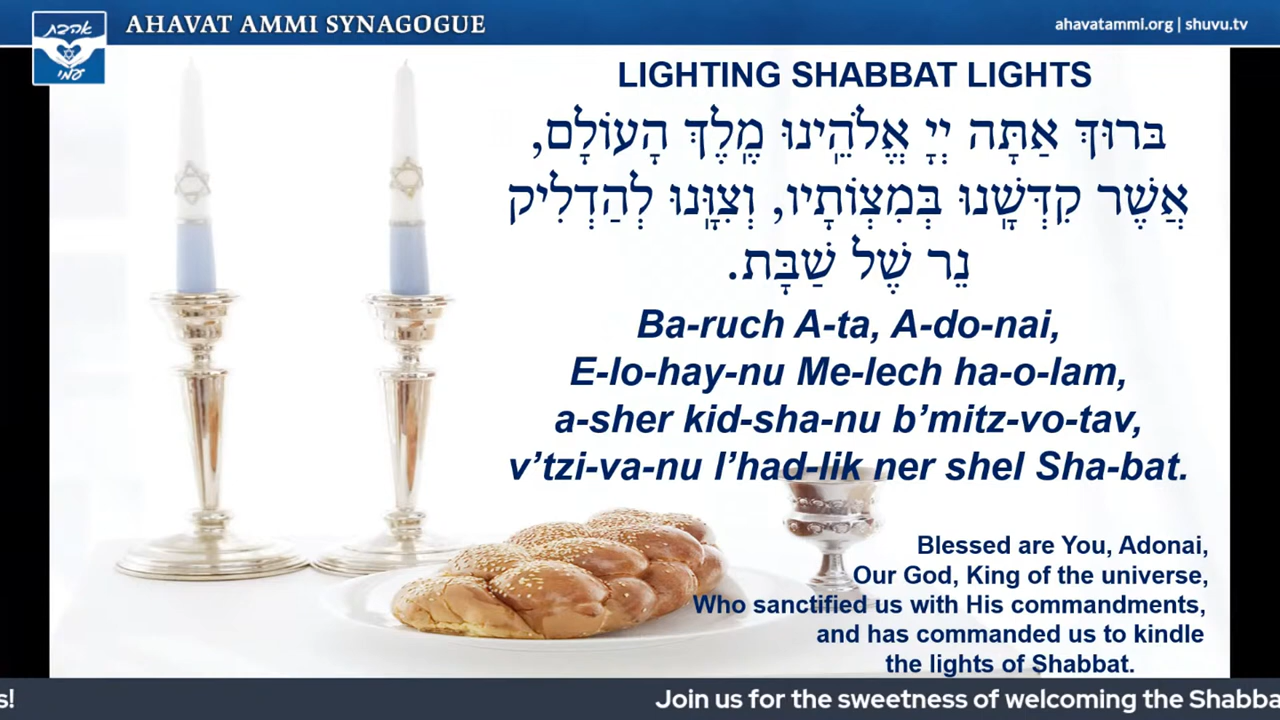 אהבת
עמי
AHAVAT AMMI SYNAGOGUE
ahavatammi.org | shuvu.tv
LIGHTING SHABBAT LIGHTS
בּרוּךְ אַתָּה יְיָ אֱלֹהֵֽינוּ מֶֽלֶךְ הָעוֹלָם,
אֲשֶׁר קִדְּשָֽׁנוּ בְּמִצְוֹתָיו, וְצִוָּֽנוּ לְהַדְלִיק
נֵר שֶׁל שַׁבָּת.
Ba-ruch A-ta, A-do-nai,
E-lo-hay-nu Me-lech ha-o-lam,
a-sher kid-sha-nu b’mitz-vo-tav,
v’tzi-va-nu l’had-lik ner shel Sha-bat.
Blessed are You, Adonai,
Our God, King of the universe,
Who sanctified us with His commandments,
and has commanded us to kindle
the lights of Shabbat.
s! Join us for the sweetness of welcoming the Shabba